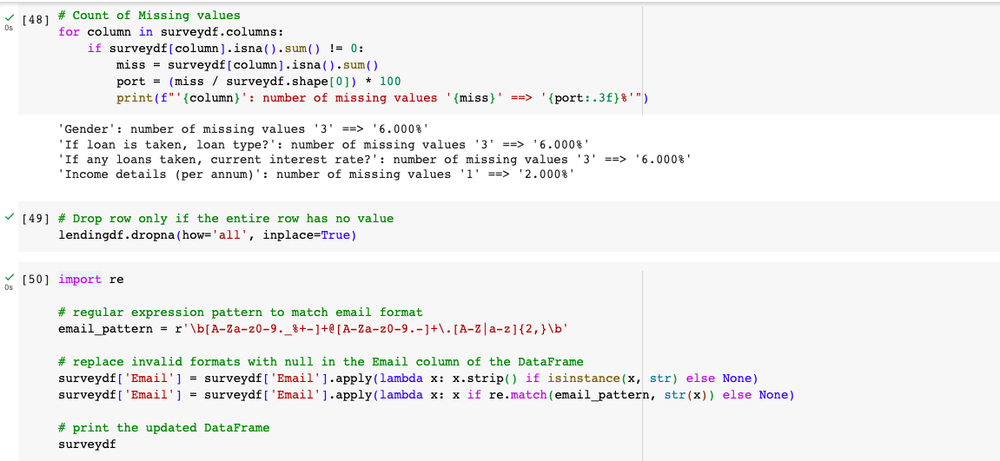 [48] # Count of Missing values
0s
for column in surveydf.columns:
    if surveydf[column].isna().sum() != 0:
        miss = surveydf[column].isna().sum()
        port = (miss / surveydf.shape[0]) * 100
        print(f"'{column}': number of missing values '{miss}' ==> '{port:.3f}%'")
'Gender': number of missing values '3' ==> '6.000%'
'If loan is taken, loan type?': number of missing values '3' ==> '6.000%'
'If any loans taken, current interest rate?': number of missing values '3' ==> '6.000%'
'Income details (per annum)': number of missing values '1' ==> '2.000%'
[49] # Drop row only if the entire row has no value
lendingdf.dropna(how='all', inplace=True)
[50] import re
0s
# regular expression pattern to match email format
email_pattern = r'\b[A-Za-z0-9._%+-]+@[A-Za-z0-9.-]+\.[A-Z|a-z]{2,}\b'
# replace invalid formats with null in the Email column of the DataFrame
surveydf['Email'] = surveydf['Email'].apply(lambda x: x.strip() if isinstance(x, str) else None)
surveydf['Email'] = surveydf['Email'].apply(lambda x: x if re.match(email_pattern, str(x)) else None)
# print the updated DataFrame
surveydf